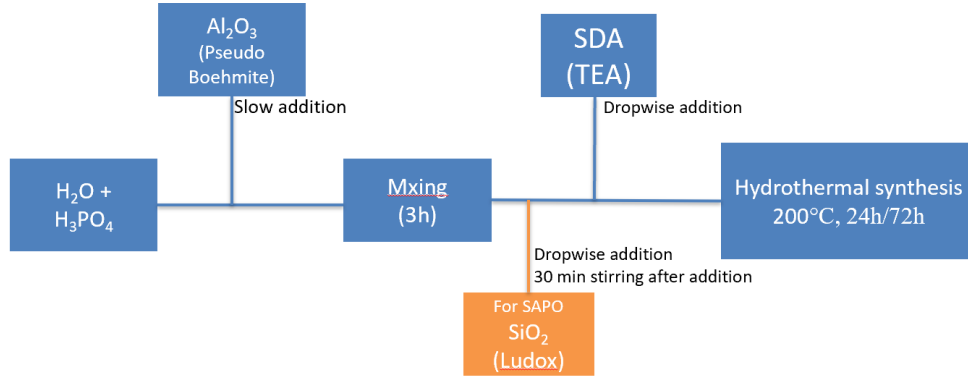 Al₂O₃
(Pseudo
Boehmite)
Slow addition
SDA
(TEA)
Dropwise addition
H₂O +
H₃PO₄
Mxing
(3h)
Hydrothermal synthesis
200°C, 24h/72h
Dropwise addition
30 min stirring after addition
For SAPO
SiO₂
(Ludox)